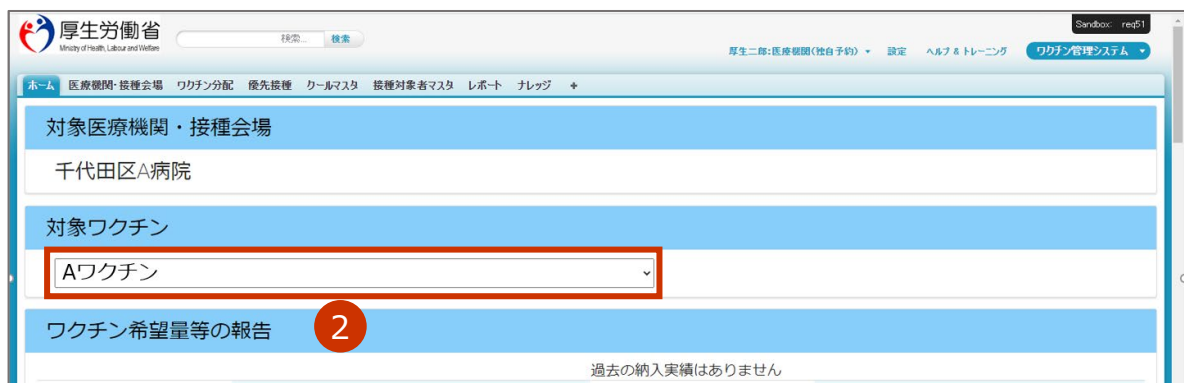 厚生労働省
Ministry of Health, Labour and Welfare
検索...
検索
Sandbox: req51
厚生二郎:医療機関(独自予約)
設定
ヘルプ & トレーニング
ワクチン管理システム
ホーム 医療機関・接種会場 ワクチン分配 優先接種 クールマスタ 接種対象者マスタ レポート ナレッジ +
対象医療機関・接種会場
千代田区A病院
対象ワクチン
Aワクチン
ワクチン希望量等の報告
2
過去の納入実績はありません